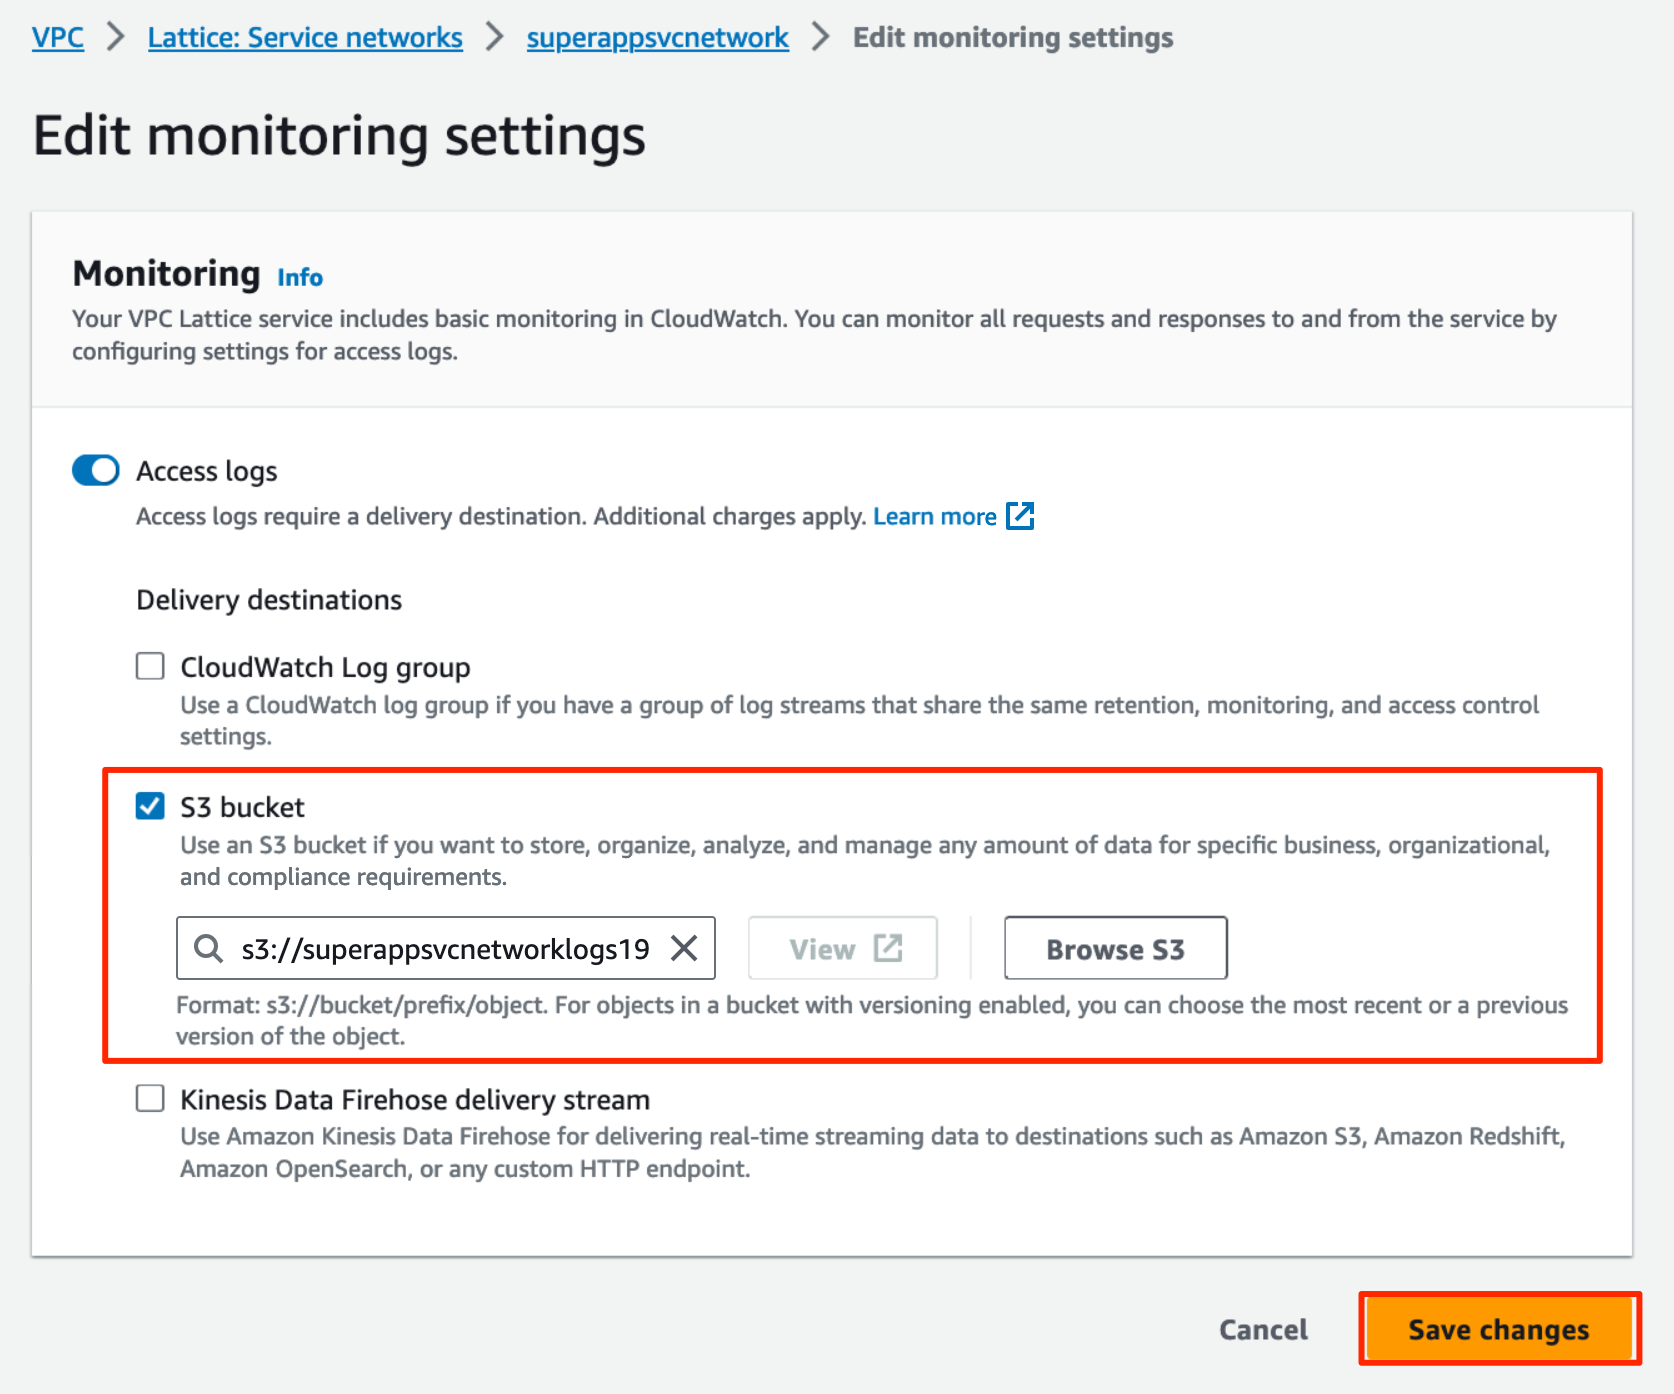 VPC > Lattice: Service networks > superappsvcnetwork > Edit monitoring settings
Edit monitoring settings
Monitoring Info
Your VPC Lattice service includes basic monitoring in CloudWatch. You can monitor all requests and responses to and from the service by
configuring settings for access logs.
Access logs
Access logs require a delivery destination. Additional charges apply. Learn more
Delivery destinations
CloudWatch Log group
Use a CloudWatch log group if you have a group of log streams that share the same retention, monitoring, and access control
settings.
S3 bucket
Use an S3 bucket if you want to store, organize, analyze, and manage any amount of data for specific business, organizational,
and compliance requirements.
s3://superappsvcnetworklogs19 View Browse S3
Format: s3://bucket/prefix/object. For objects in a bucket with versioning enabled, you can choose the most recent or a previous
version of the object.
Kinesis Data Firehose delivery stream
Use Amazon Kinesis Data Firehose for delivering real-time streaming data to destinations such as Amazon S3, Amazon Redshift,
Amazon OpenSearch, or any custom HTTP endpoint.
Cancel Save changes